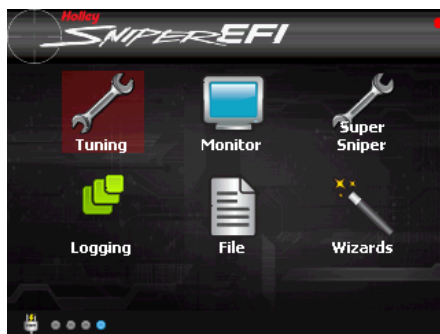 Holley
SNIPER EFI
Tuning
Monitor
Super
Sniper
Logging
File
Wizards